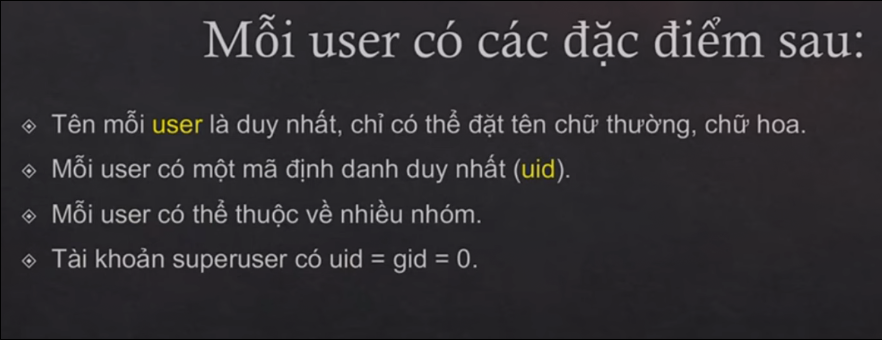 Mỗi user có các đặc điểm sau:
Tên mỗi user là duy nhất, chỉ có thể đặt tên chữ thường, chữ hoa.
Mỗi user có một mã định danh duy nhất (uid).
Mỗi user có thể thuộc về nhiều nhóm.
Tài khoản superuser có uid = gid = 0.